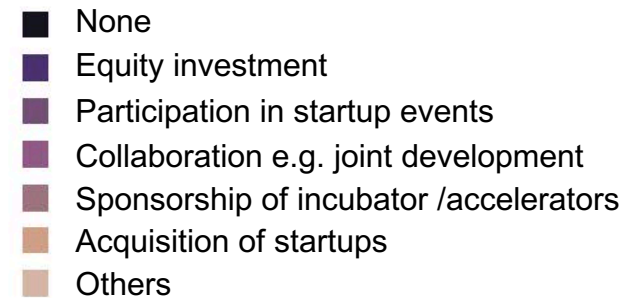 None
Equity investment
Participation in startup events
Collaboration e.g. joint development
Sponsorship of incubator /accelerators
Acquisition of startups
Others